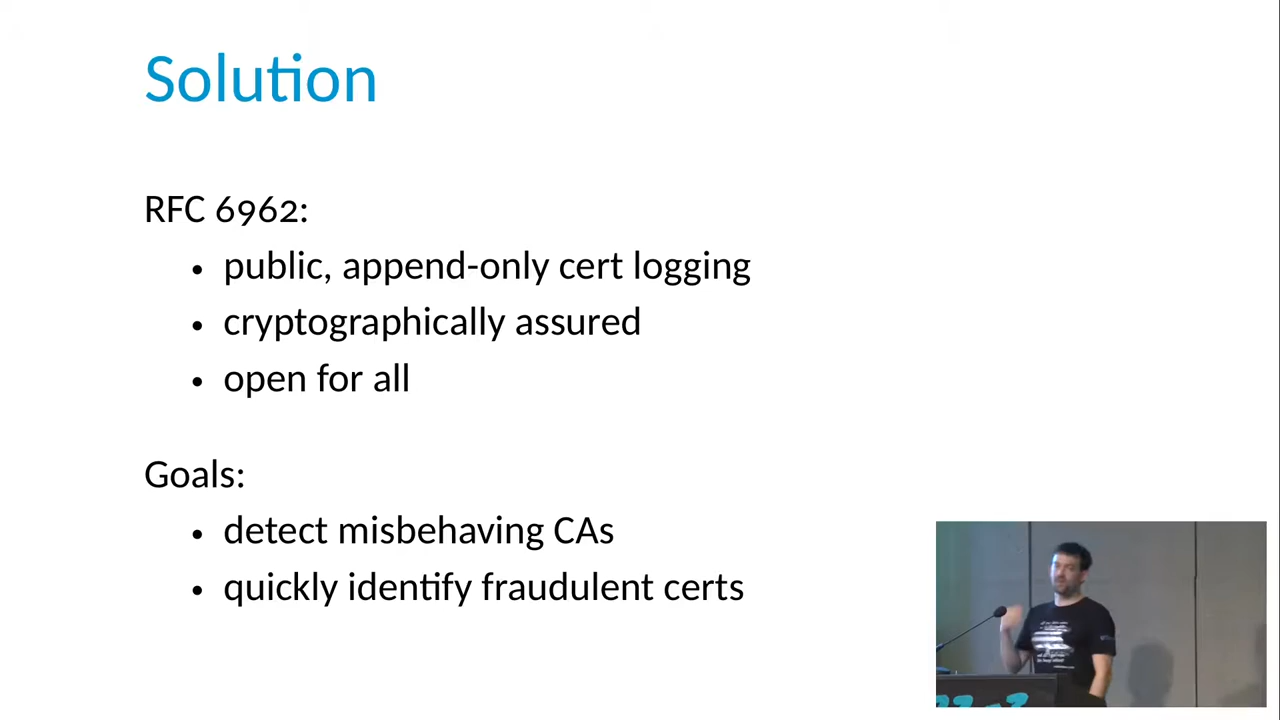 Solution
RFC 6962:
• public, append-only cert logging
• cryptographically assured
• open for all
Goals:
• detect misbehaving CAs
• quickly identify fraudulent certs